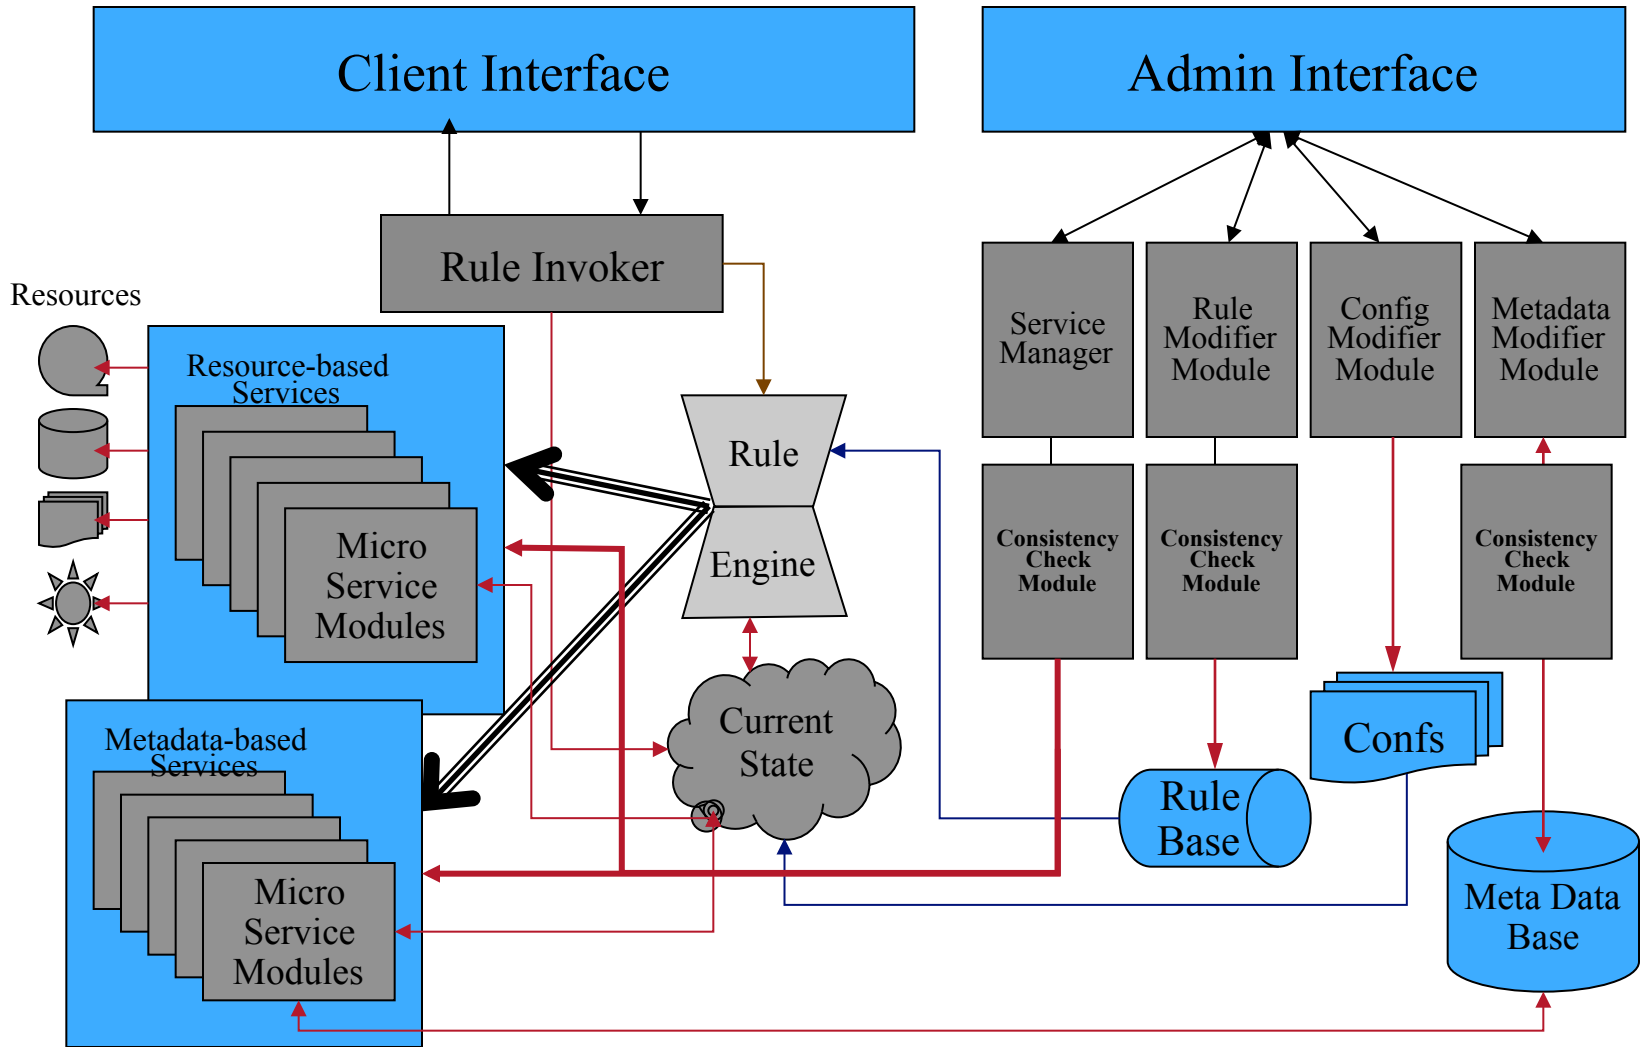 Client Interface
Admin Interface
Rule Invoker
Resources
Service
Manager
Rule
Modifier
Module
Config
Modifier
Module
Metadata
Modifier
Module
Resource-based
Services
Micro
Service
Modules
Rule
Engine
Consistency
Check
Module
Consistency
Check
Module
Consistency
Check
Module
Current
State
Metadata-based
Services
Micro
Service
Modules
Rule
Base
Confs
Meta Data
Base